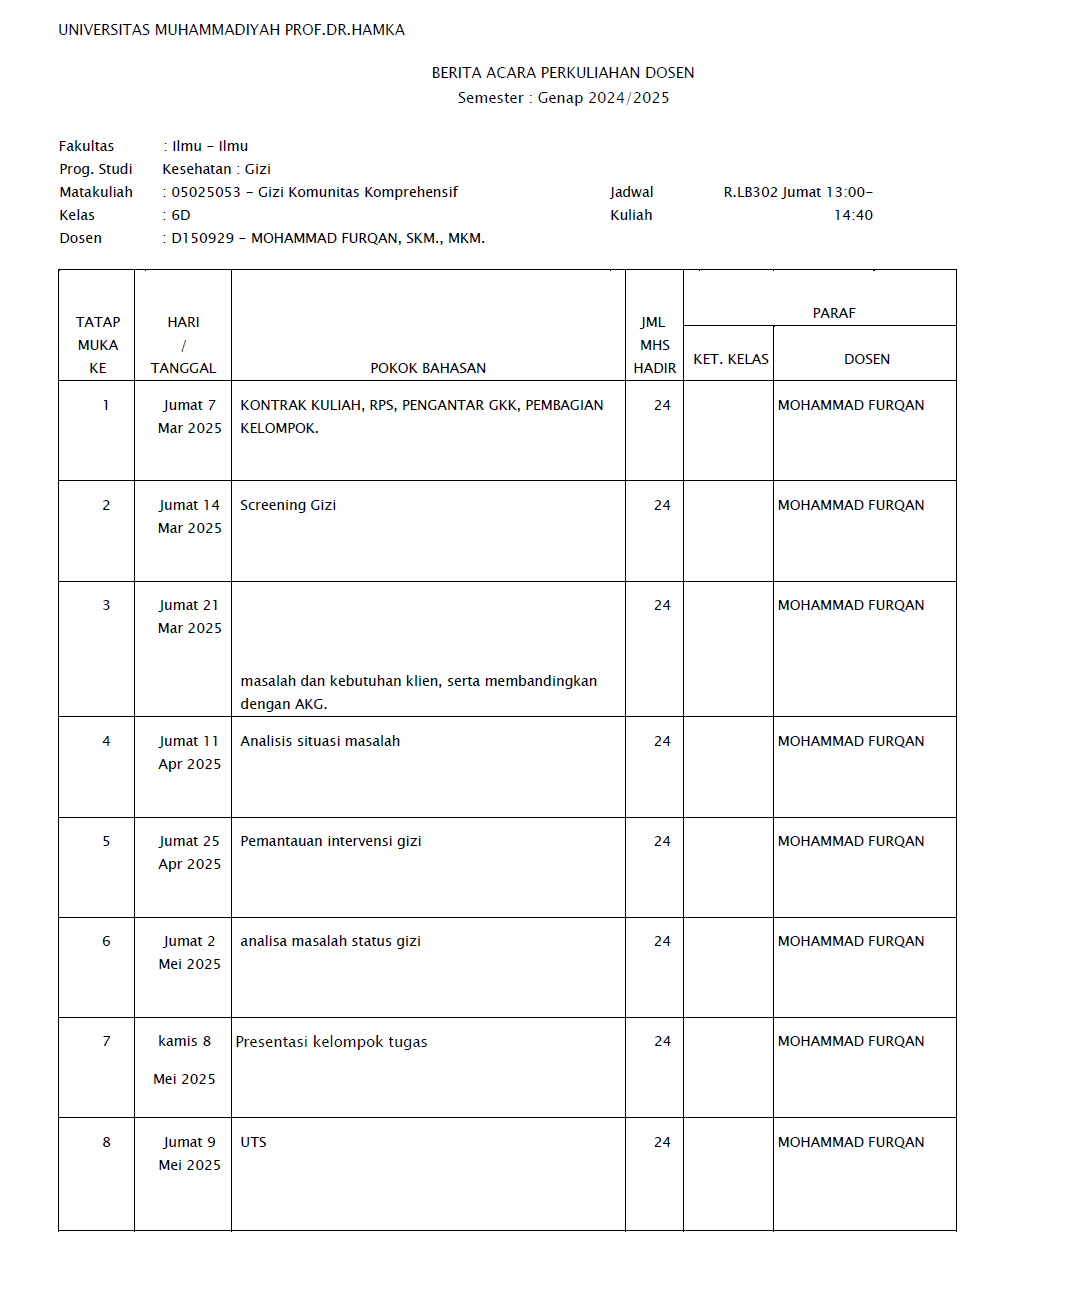 UNIVERSITAS MUHAMMADIYAH PROF.DR.HAMKA
BERITA ACARA PERKULIAHAN DOSEN
Semester : Genap 2024/2025
Fakultas : Ilmu - Ilmu
Prog. Studi Kesehatan : Gizi
Matakuliah : 05025053 - Gizi Komunitas Komprehensif Jadwal R.LB302 Jumat 13:00-
Kelas : 6D Kuliah 14:40
Dosen : D150929 - MOHAMMAD FURQAN, SKM., MKM.
PARAF
TATAP HARI JML
MUKA / MHS KET. KELAS DOSEN
KE TANGGAL POKOK BAHASAN HADIR
1 Jumat 7 KONTRAK KULIAH, RPS, PENGANTAR GKK, PEMBAGIAN 24 MOHAMMAD FURQAN
Mar 2025 KELOMPOK.
2 Jumat 14 Screening Gizi 24 MOHAMMAD FURQAN
Mar 2025
3 Jumat 21 24 MOHAMMAD FURQAN
Mar 2025
masalah dan kebutuhan klien, serta membandingkan
dengan AKG.
4 Jumat 11 Analisis situasi masalah 24 MOHAMMAD FURQAN
Apr 2025
5 Jumat 25 Pemantauan intervensi gizi 24 MOHAMMAD FURQAN
Apr 2025
6 Jumat 2 analisa masalah status gizi 24 MOHAMMAD FURQAN
Mei 2025
7 kamis 8 Presentasi kelompok tugas 24 MOHAMMAD FURQAN
Mei 2025
8 Jumat 9 UTS 24 MOHAMMAD FURQAN
Mei 2025